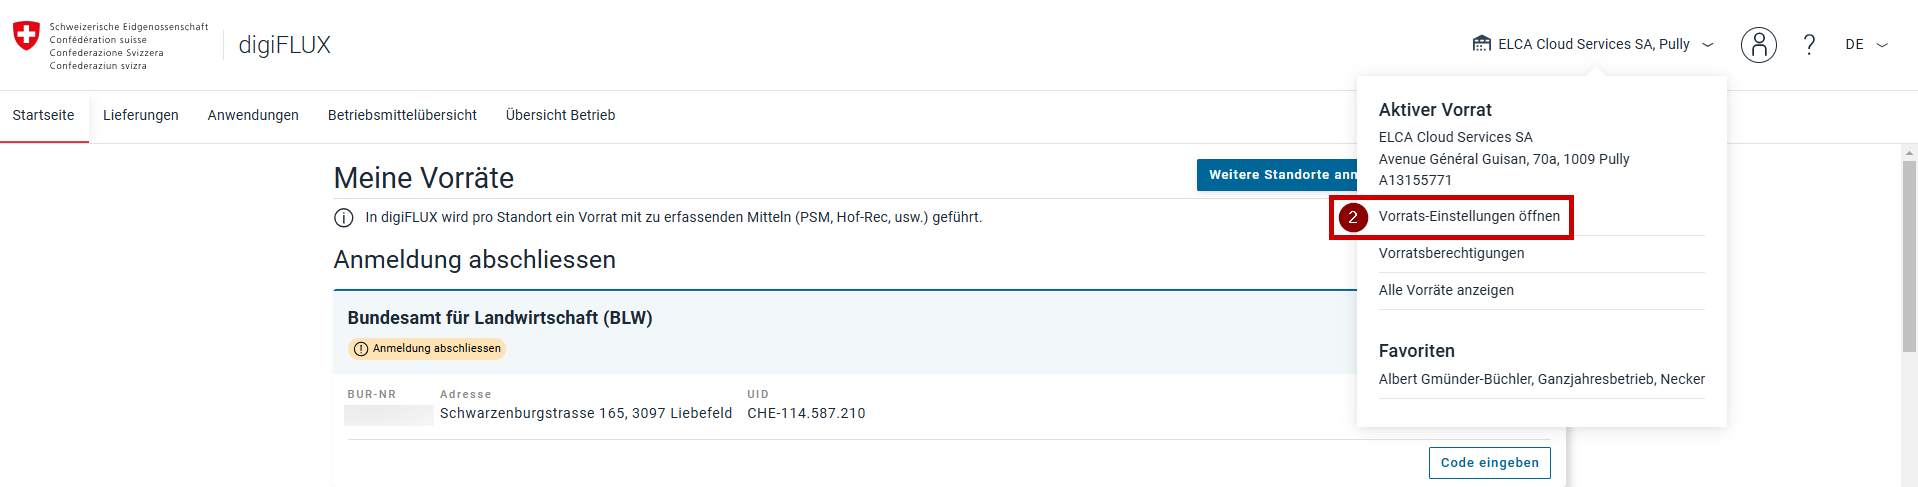 Schweizerische Eidgenossenschaft
Confédération suisse
Confederazione Svizzera
Confederaziun svizra
digiFLUX
ELCA Cloud Services SA, Pully
?
DE
Startseite
Lieferungen
Anwendungen
Betriebsmittelübersicht
Übersicht Betrieb
Aktiver Vorrat
ELCA Cloud Services SA
Avenue Général Guisan, 70a, 1009 Pully
A13155771
2 Vorrats-Einstellungen öffnen
Vorratsberechtigungen
Alle Vorräte anzeigen
Favoriten
Albert Gmünder-Büchler, Ganzjahresbetrieb, Necker
Meine Vorräte
Weitere Standorte
In digiFLUX wird pro Standort ein Vorrat mit zu erfassenden Mitteln (PSM, Hof-Rec, usw.) geführt.
Anmeldung abschliessen
Bundesamt für Landwirtschaft (BLW)
Anmeldung abschliessen
BUR-NR
Adresse
UID
Schwarzenburgstrasse 165, 3097 Liebefeld
CHE-114.587.210
Code eingeben